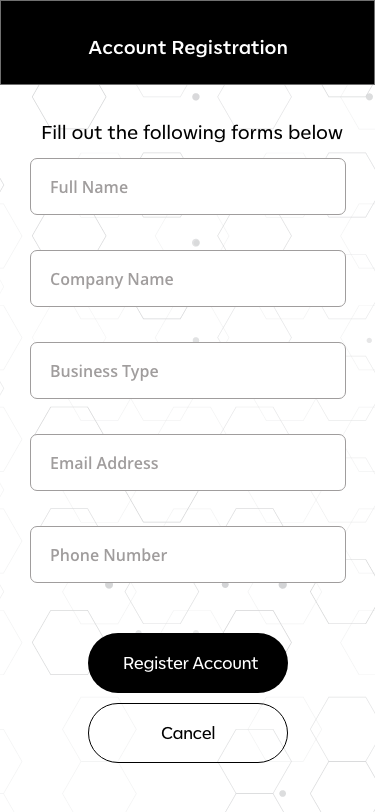 Account Registration
Fill out the following forms below
Full Name
Company Name
Business Type
Email Address
Phone Number
Register Account
Cancel